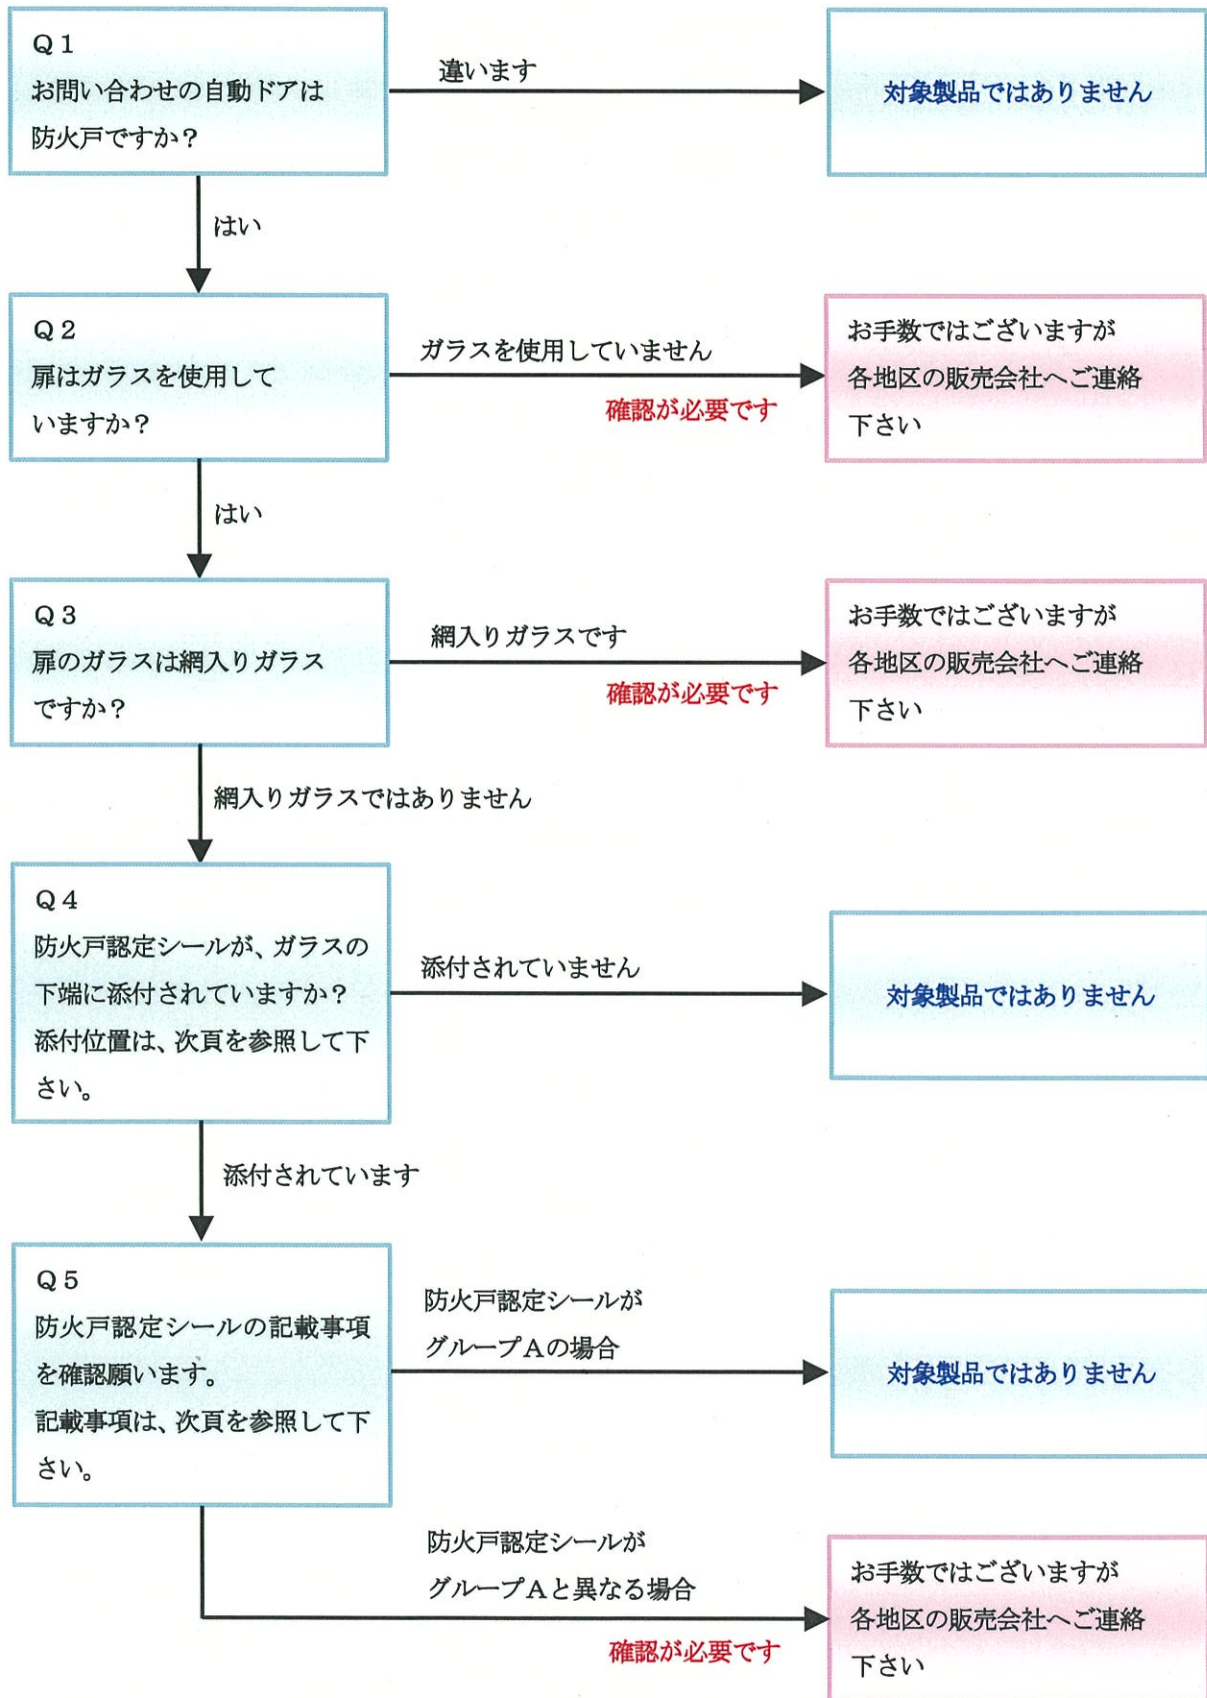 Q1
お問い合わせの自動ドアは
防火戸ですか？
違います
対象製品ではありません
はい
Q2
扉はガラスを使用して
いますか？
ガラスを使用していません
確認が必要です
お手数ではございますが
各地区の販売会社へご連絡
下さい
はい
Q3
扉のガラスは網入りガラス
ですか？
網入りガラスです
確認が必要です
お手数ではございますが
各地区の販売会社へご連絡
下さい
網入りガラスではありません
Q4
防火戸認定シールが、ガラスの
下端に添付されていますか？
添付位置は、次頁を参照して下
さい。
添付されていません
対象製品ではありません
添付されています
Q5
防火戸認定シールの記載事項
を確認願います。
記載事項は、次頁を参照して下
さい。
防火戸認定シールが
グループAの場合
対象製品ではありません
防火戸認定シールが
グループAと異なる場合
確認が必要です
お手数ではございますが
各地区の販売会社へご連絡
下さい